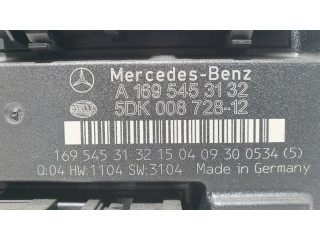 Mercedes-Benz
A 169 545 31 32
5DK 008 728-12
169 545 31 32 15 04 09 30 0534 (5)
Q:04 HW:1104 SW:3104 Made in Germany